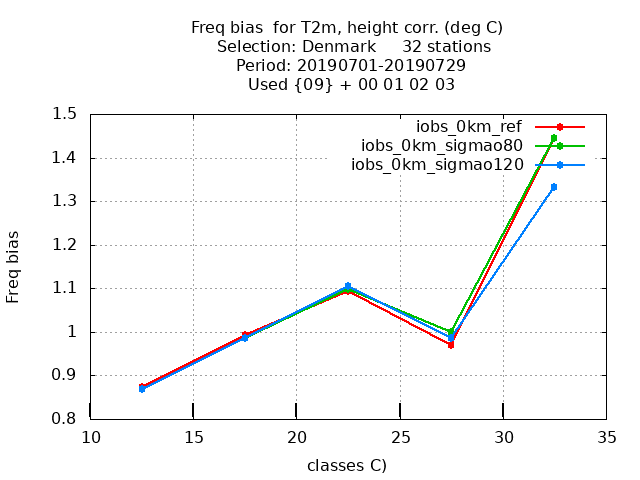 Freq bias  for T2m, height corr. (deg C)
Selection: Denmark     32 stations
Period: 20190701-20190729
Used {09} + 00 01 02 03
iobs_0km_ref
iobs_0km_sigmao80
iobs_0km_sigmao120
1.5
1.4
1.3
1.2
1.1
1
0.9
0.8
Freq bias
10 15 20 25 30 35
classes C)